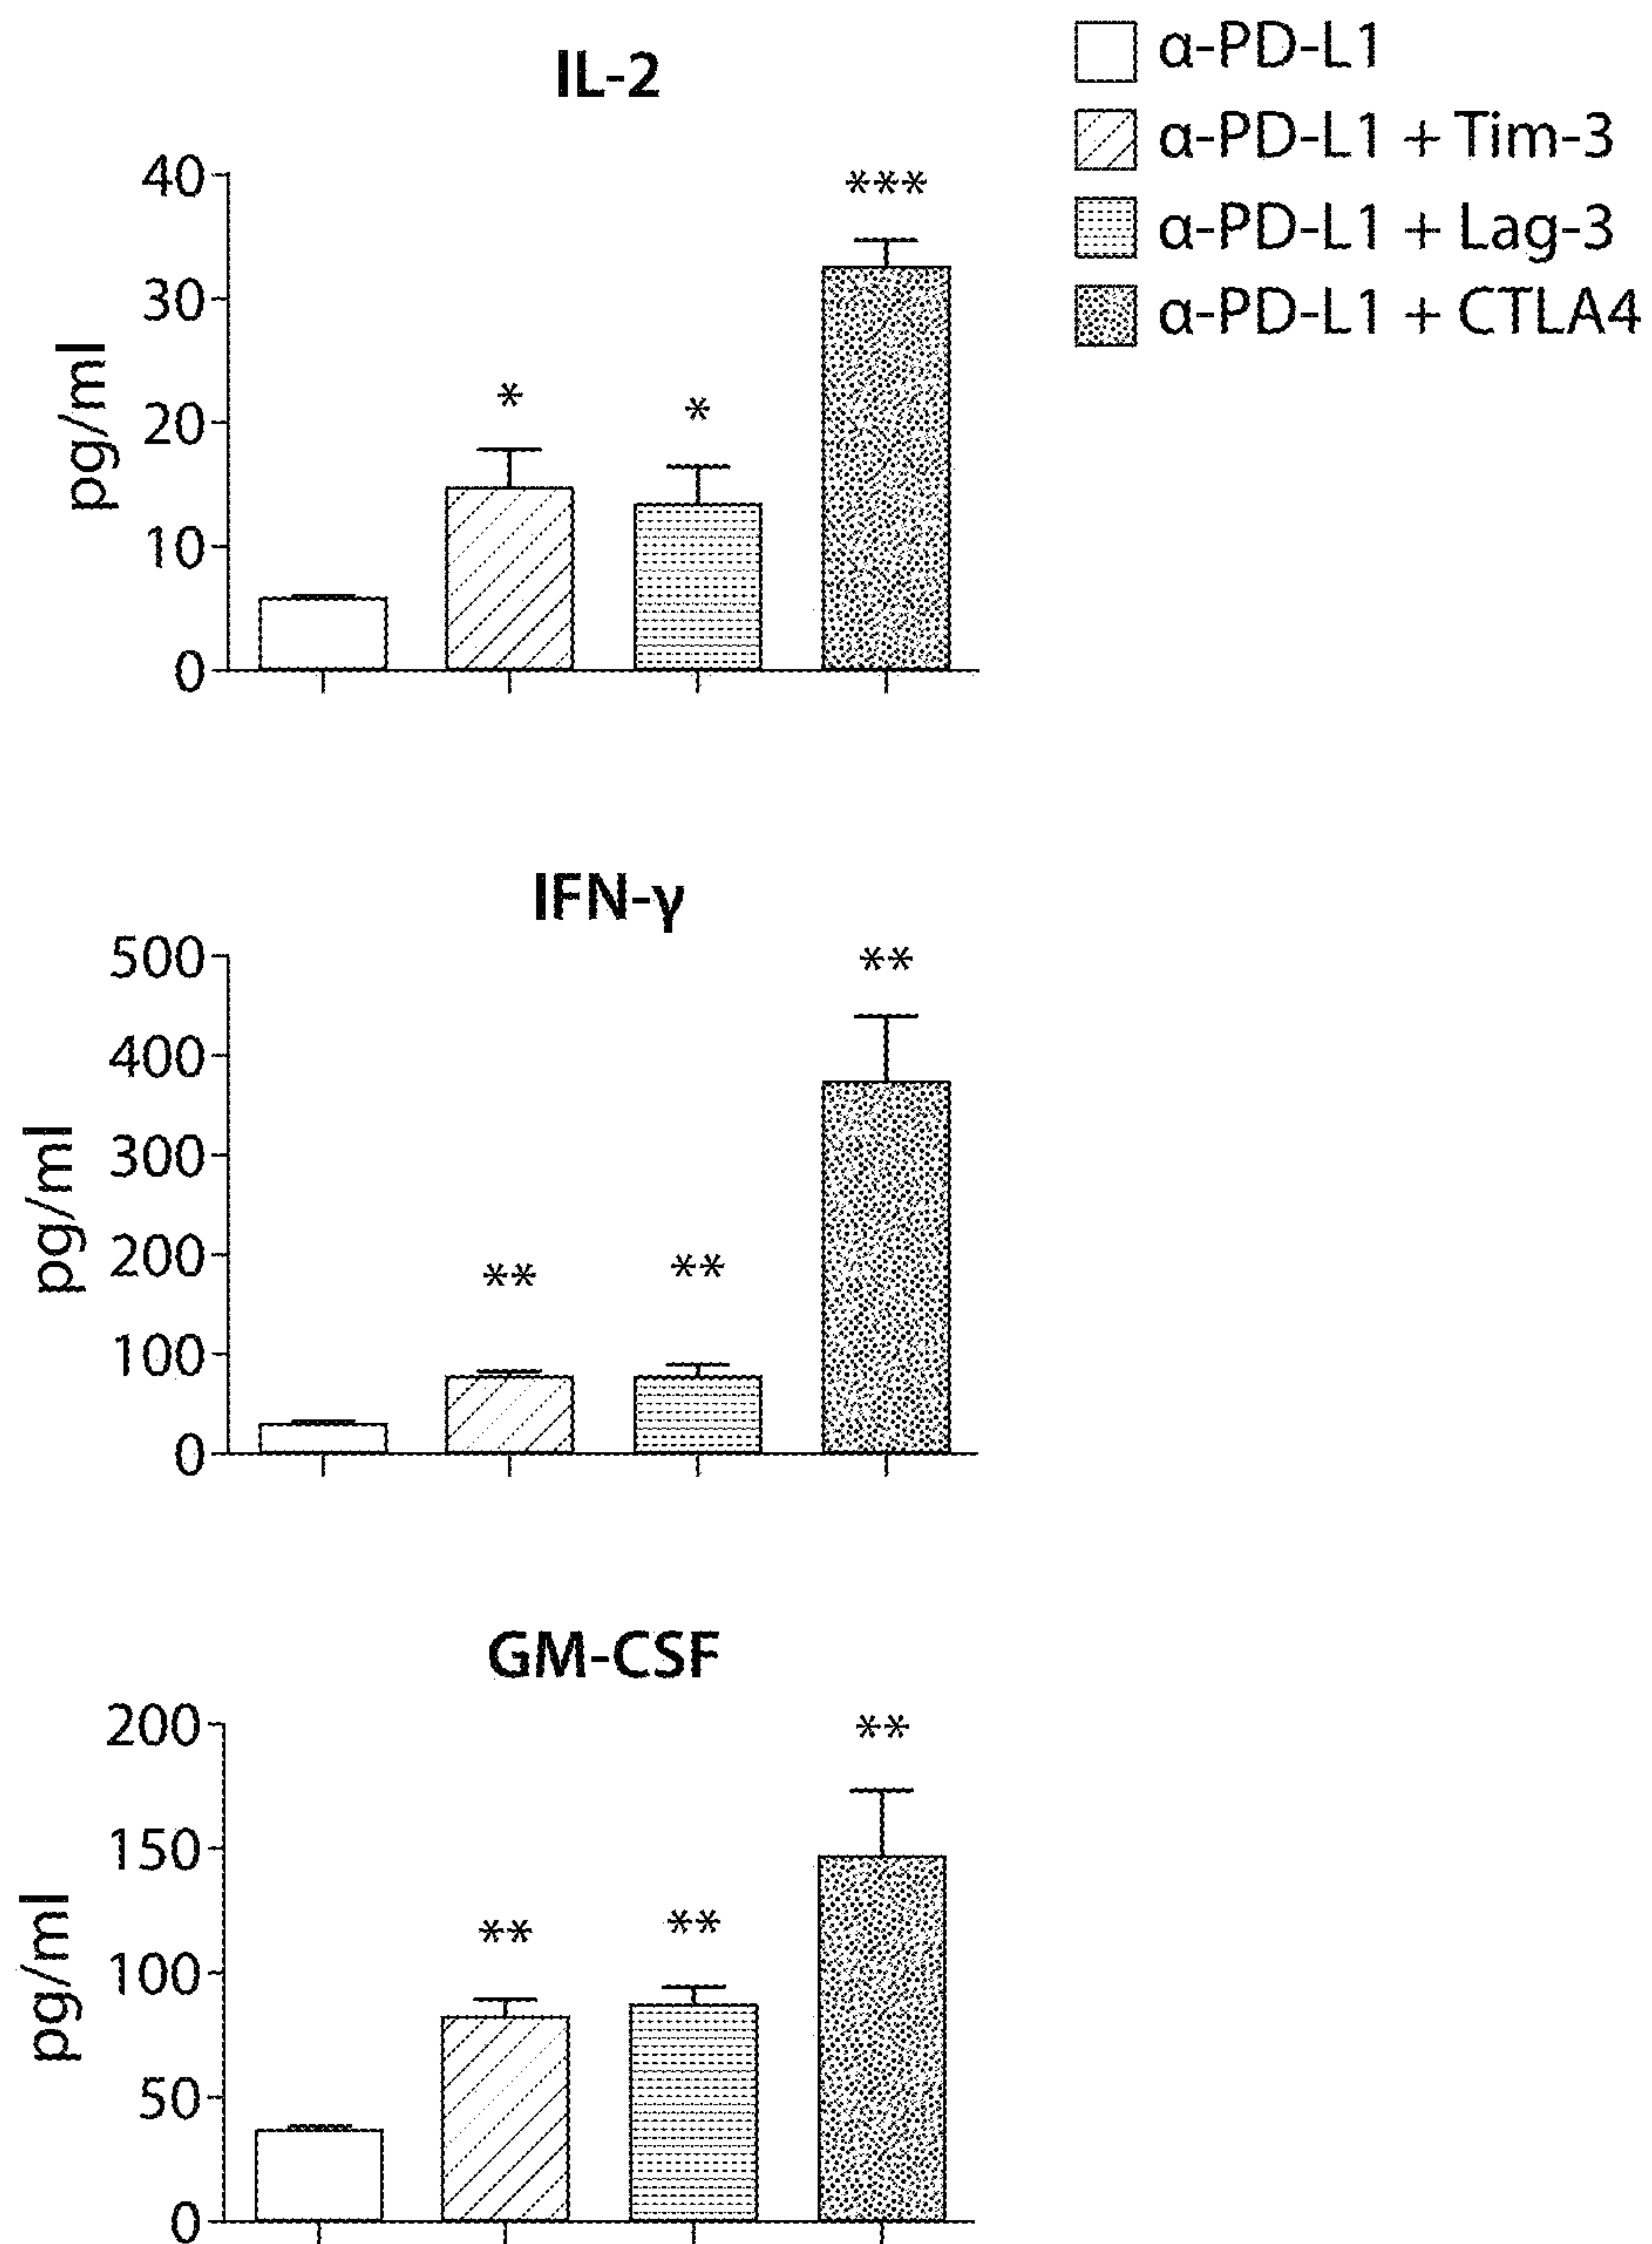 α-PD-L1
α-PD-L1 + Tim-3
α-PD-L1 + Lag-3
α-PD-L1 + CTLA4
IL-2
pg/ml
40
30
20
10
0
*
*
***
IFN-γ
pg/ml
500
400
300
200
100
0
**
**
**
GM-CSF
pg/ml
200
150
100
50
0
**
**
**